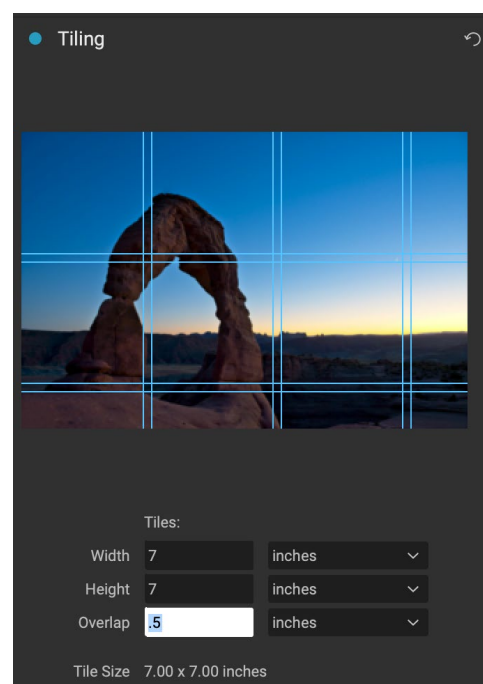 Tiling
Tiles:
Width 7 inches
Height 7 inches
Overlap .5 inches
Tile Size 7.00 x 7.00 inches